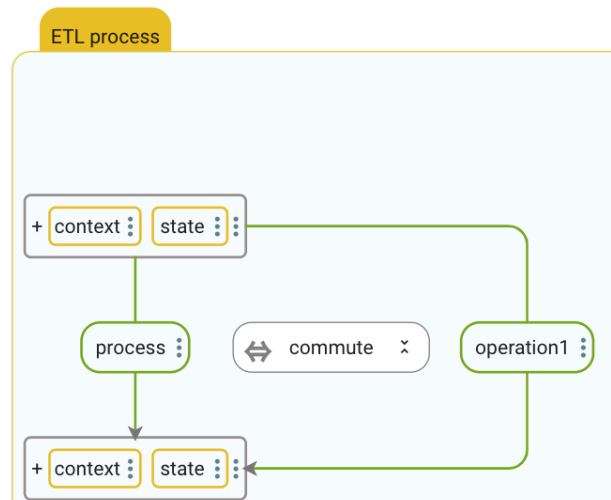 ETL process
+ context state
process
commute
operation1
+ context state